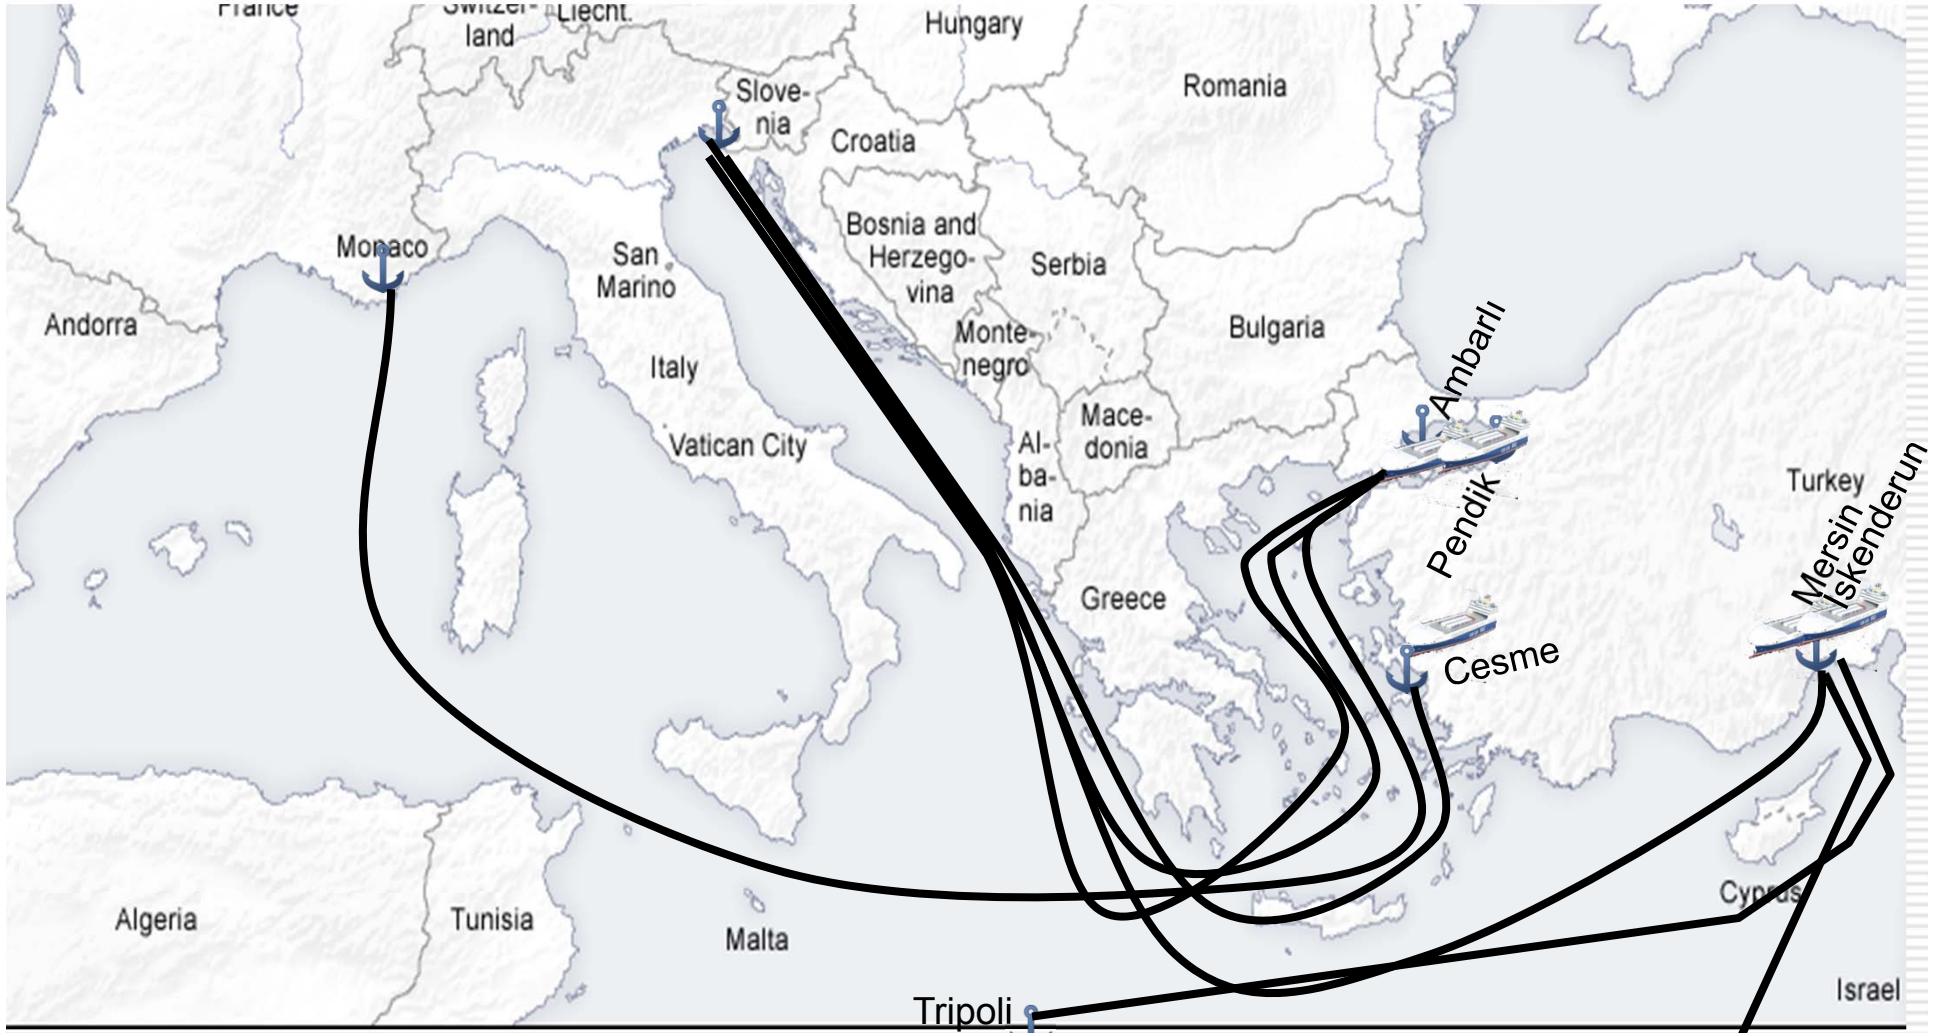 France
Switzer-
land
Liecht.
Hungary
Slove-
nia
Croatia
Romania
Bosnia and
Herzego-
vina
Serbia
Monaco
San
Marino
Andorra
Monte-
negro
Bulgaria
Ambarlı
Italy
Mace-
donia
Vatican City
Al-
ba-
nia
Turkey
Pendik
Mersin
Iskenderun
Greece
Cesme
Cyprus
Algeria
Tunisia
Malta
Israel
Tripoli